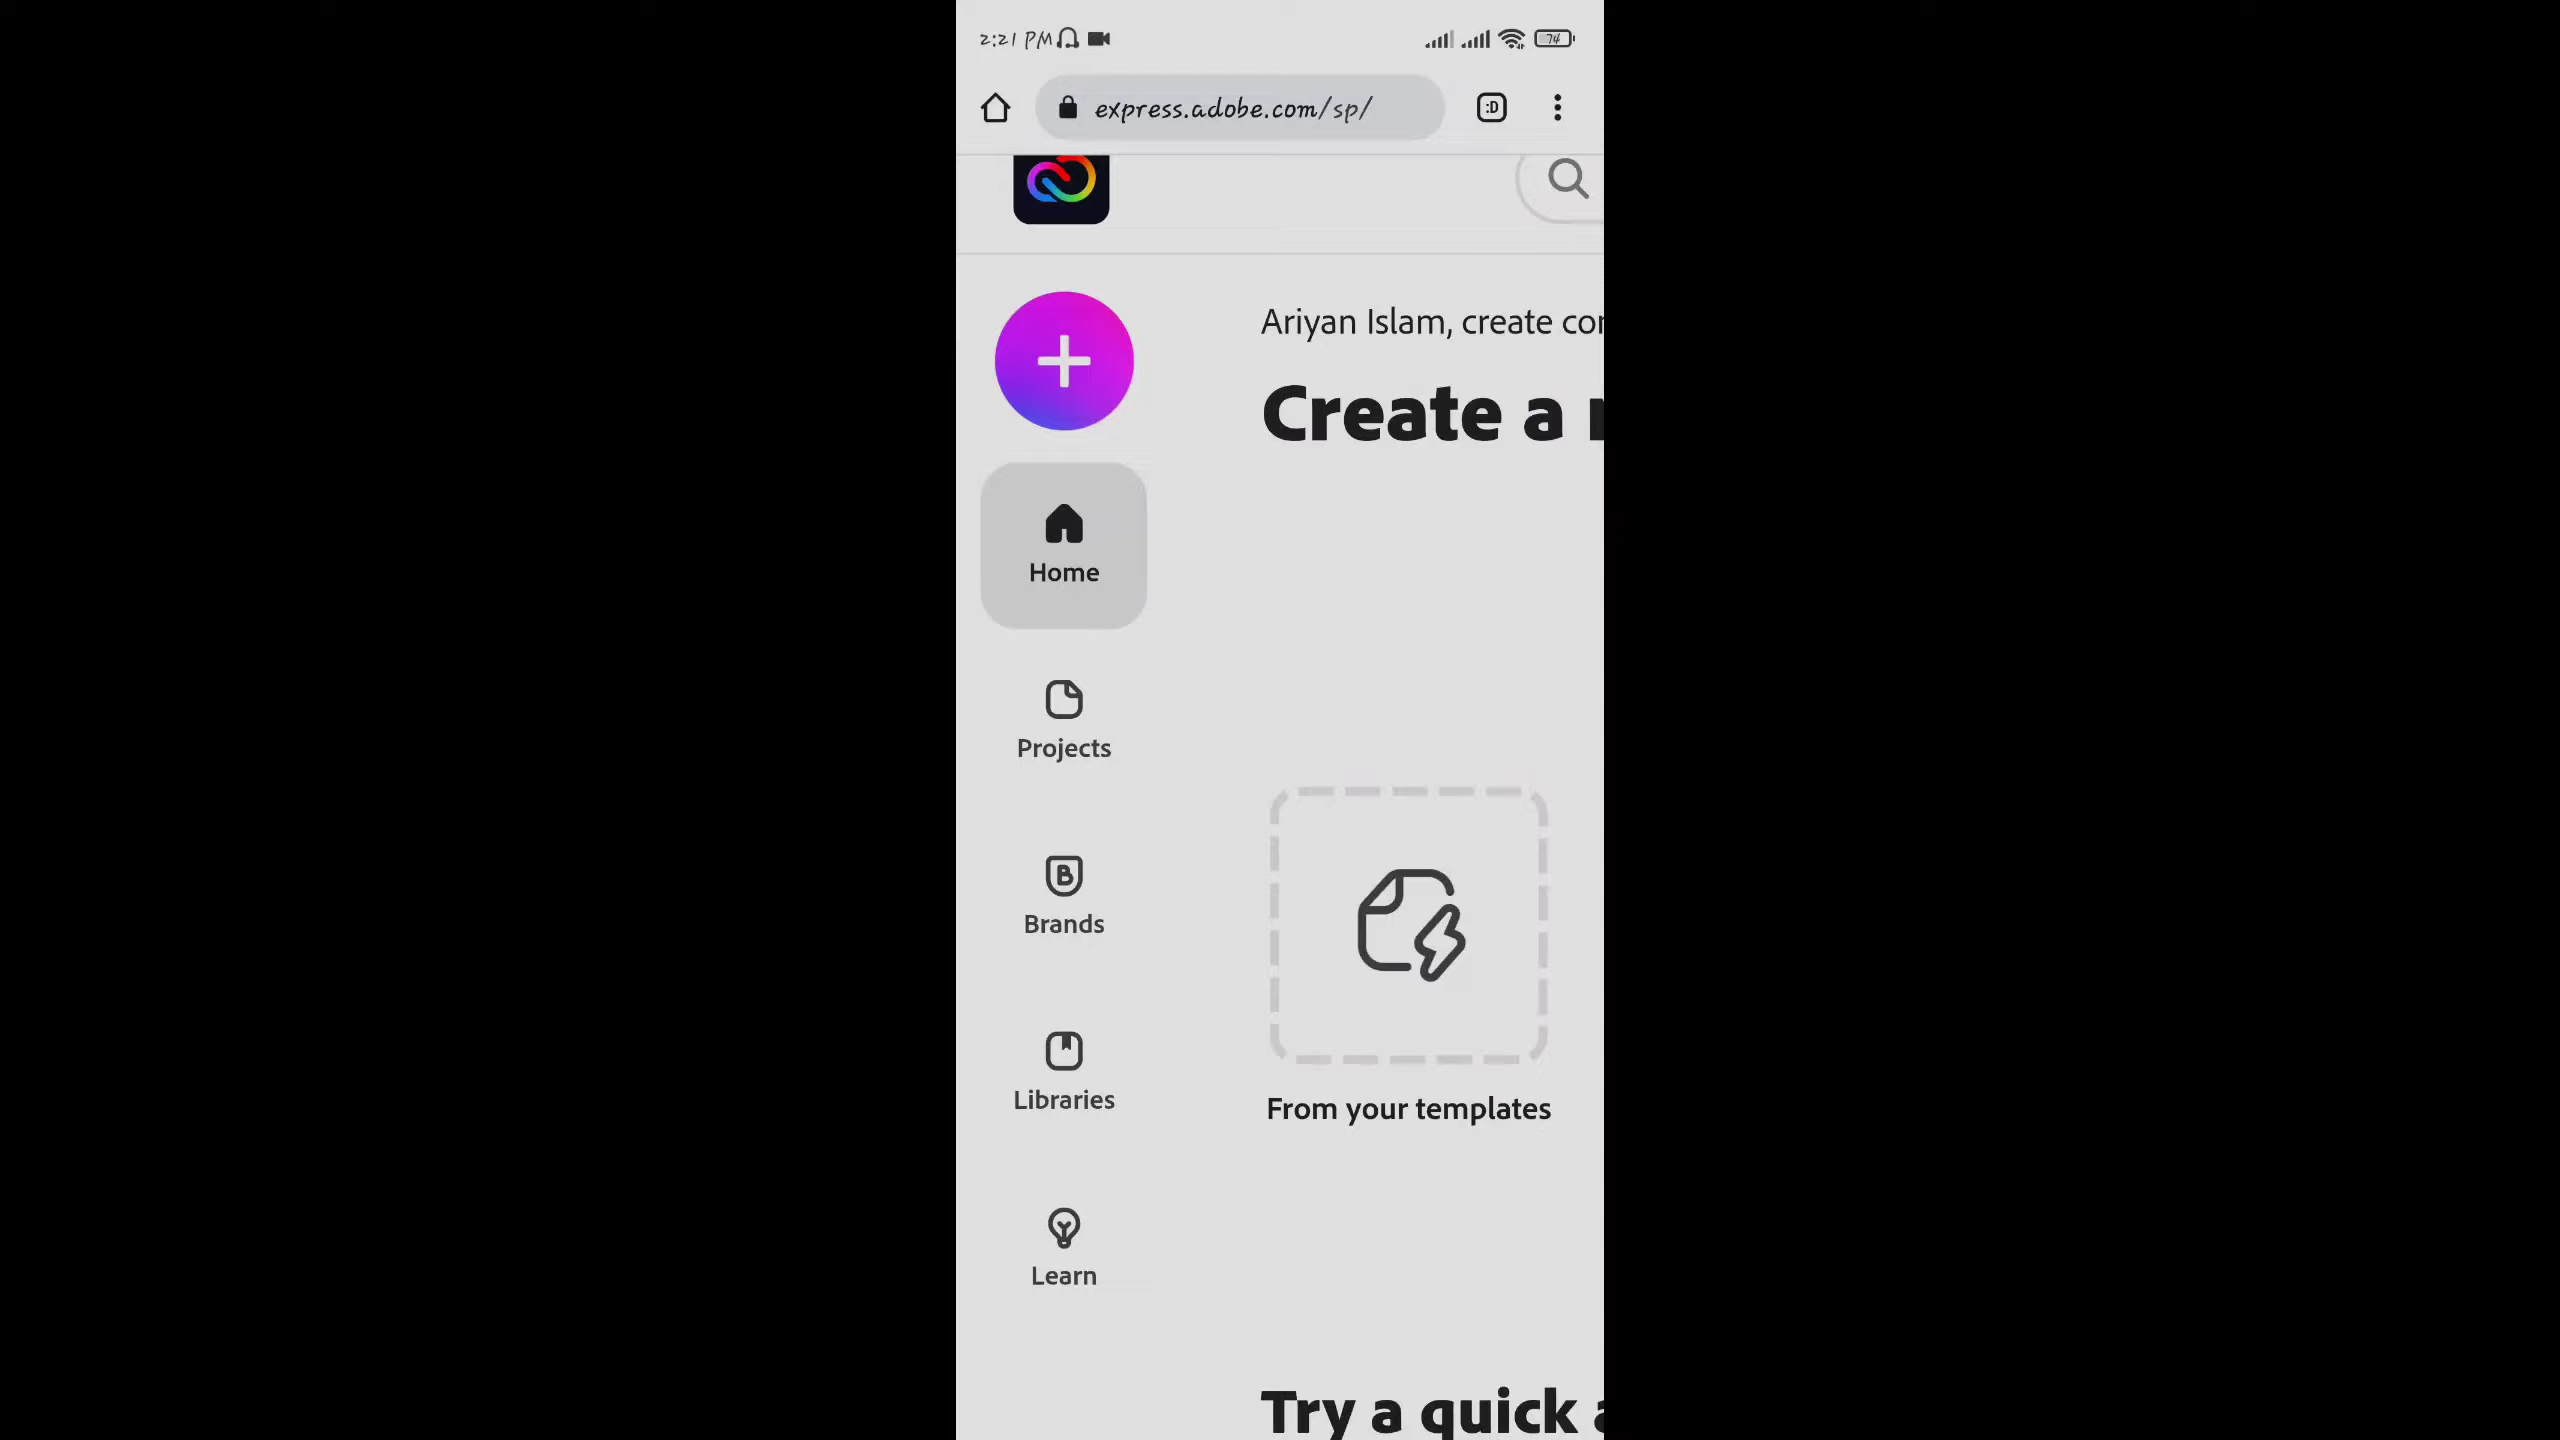 2:21 PM
74
express.adobe.com/sp/
:D
Ariyan Islam, create
Create a
Home
Projects
B
Brands
Libraries
From your templates
Learn
Try a quick